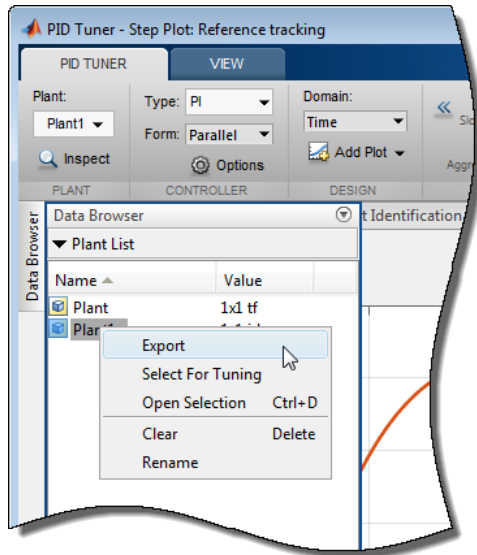 PID Tuner - Step Plot: Reference tracking
PID TUNER VIEW
Plant: Type: PI Domain:
Plant1 Form: Parallel Time
Inspect Options Add Plot
PLANT CONTROLLER DESIGN
Data Browser
Data Browser
Plant List
Name Value
Plant 1x1 tf
Export
Select For Tuning
Open Selection Ctrl+D
Clear Delete
Rename